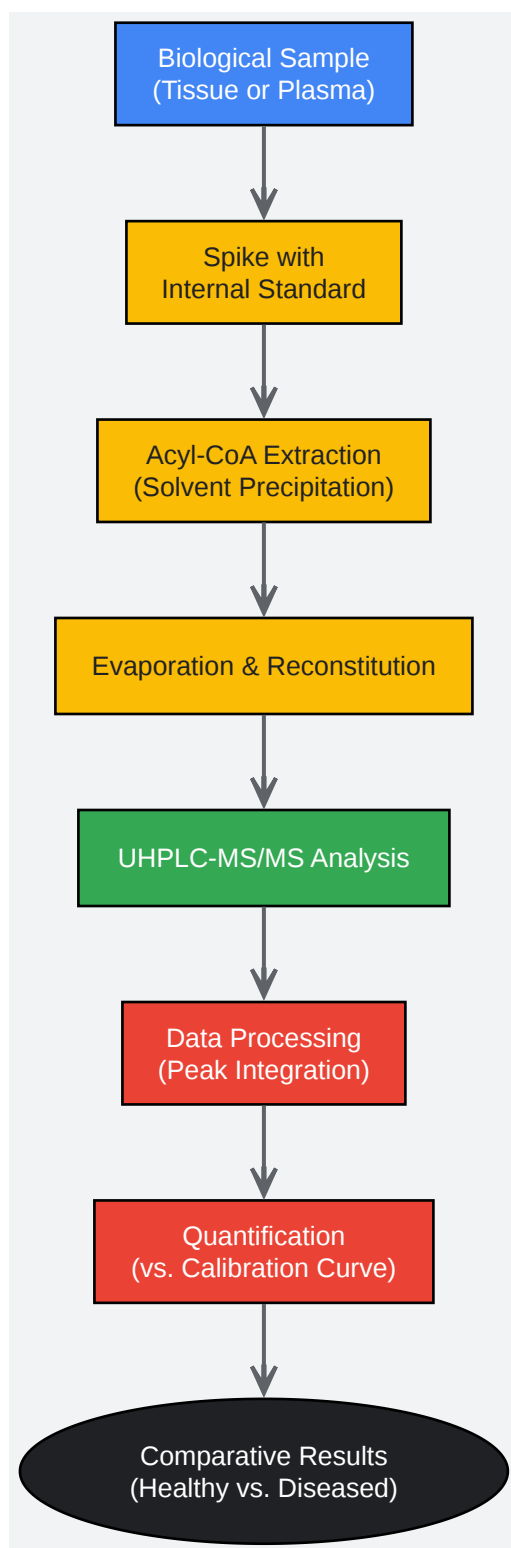 Biological Sample
(Tissue or Plasma)
Spike with
Internal Standard
Acyl-CoA Extraction
(Solvent Precipitation)
Evaporation & Reconstitution
UHPLC-MS/MS Analysis
Data Processing
(Peak Integration)
Quantification
(vs. Calibration Curve)
Comparative Results
(Healthy vs. Diseased)